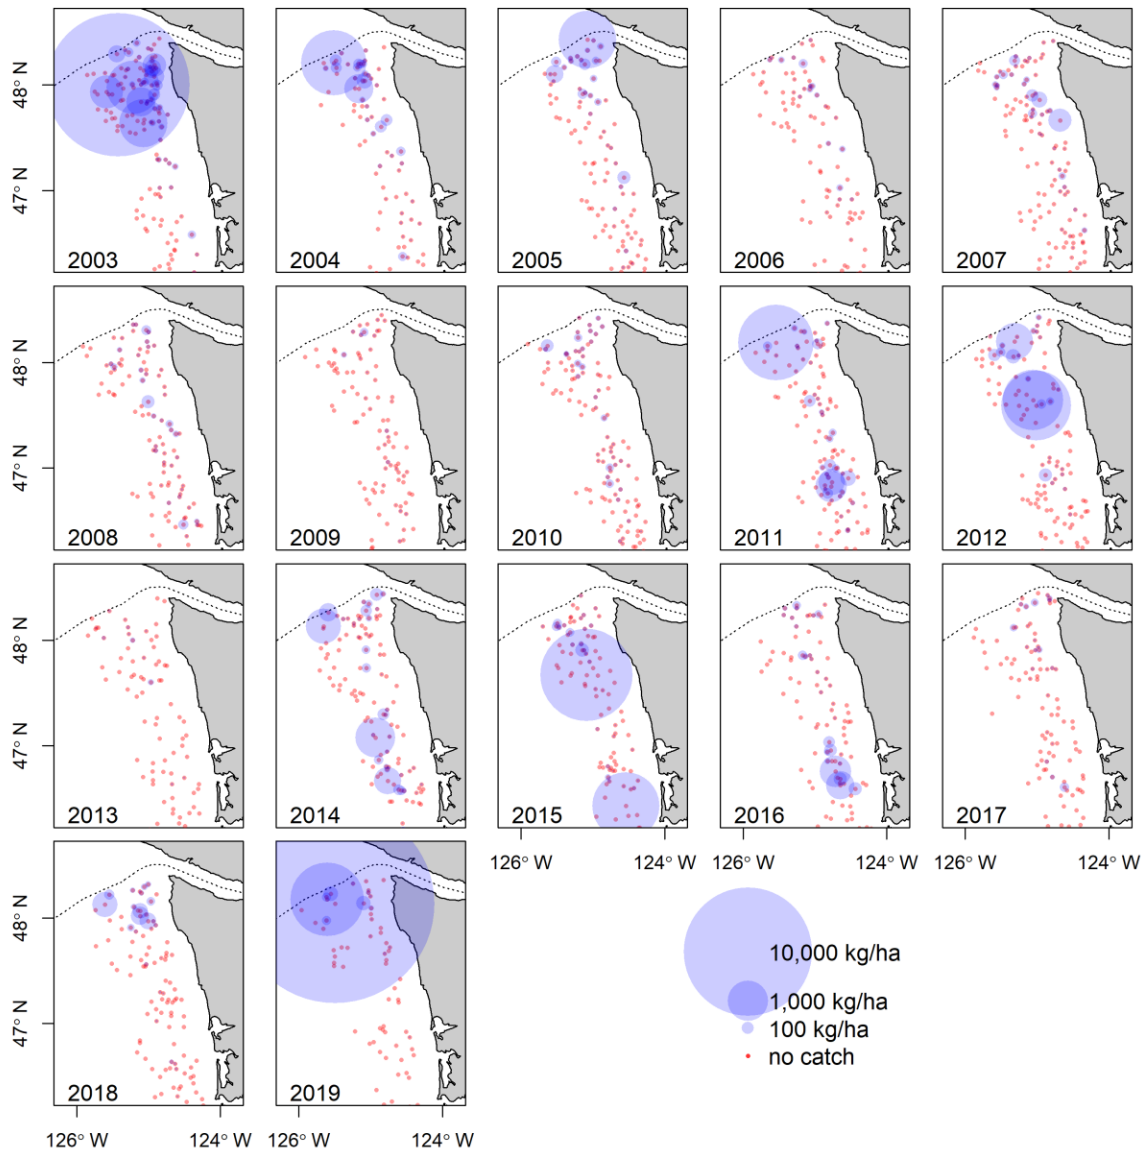 48° N
47° N
2003
2004
2005
2006
2007
48° N
47° N
2008
2009
2010
2011
2012
48° N
47° N
2013
2014
2015
2016
2017
126° W
124° W
126° W
124° W
126° W
124° W
48° N
47° N
2018
2019
10,000 kg/ha
1,000 kg/ha
100 kg/ha
no catch
126° W
124° W
126° W
124° W